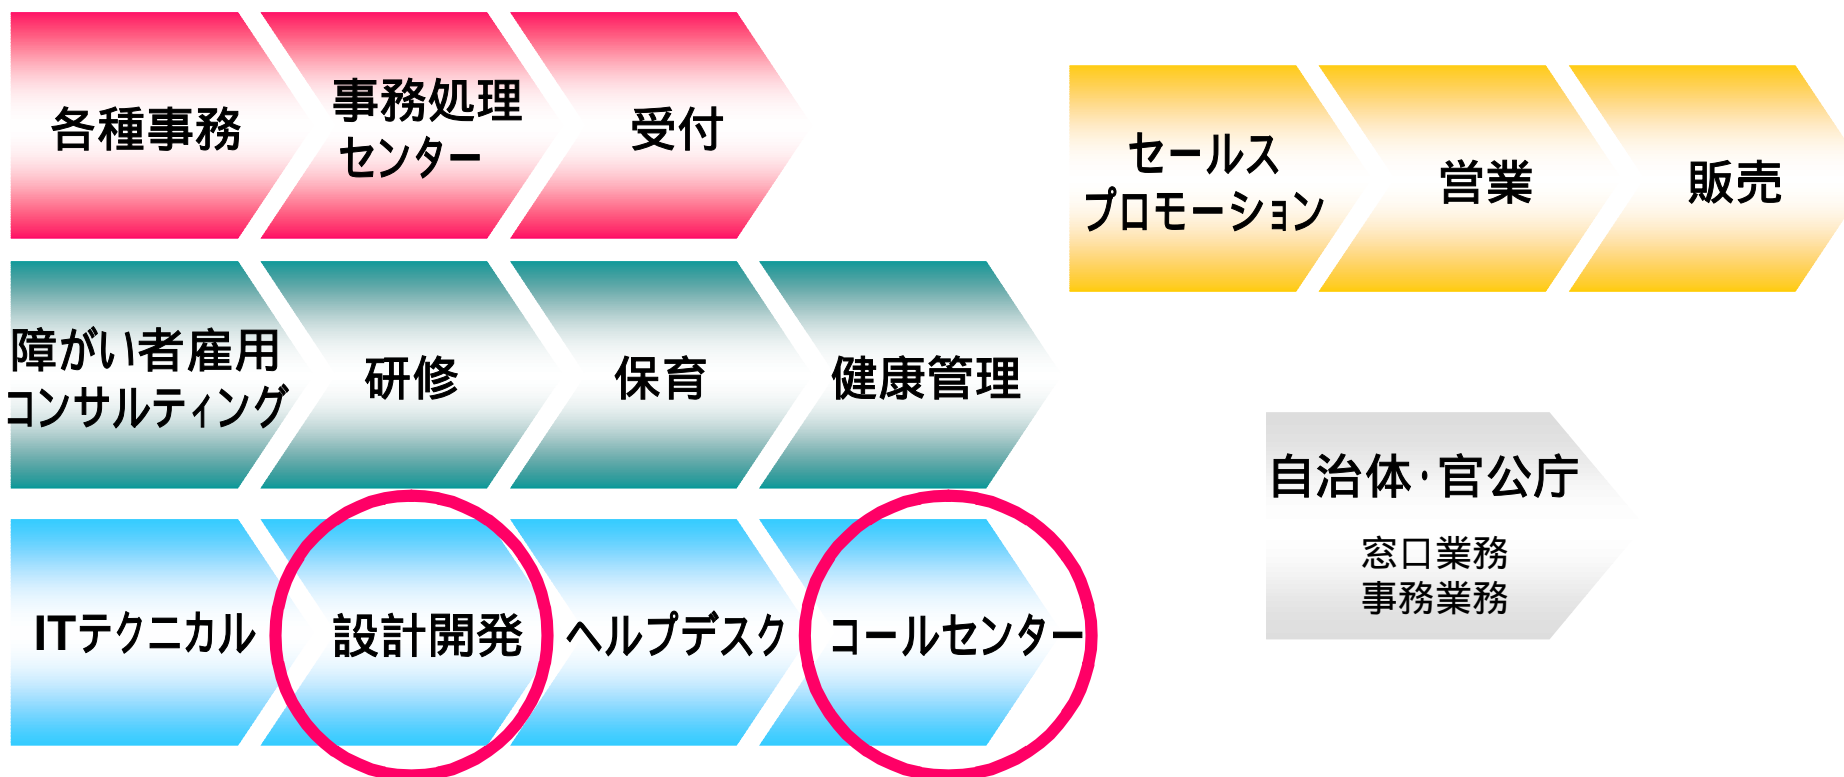 各種事務
事務処理
センター
受付
セールス
プロモーション
営業
販売
障がい者雇用
コンサルティング
研修
保育
健康管理
自治体・官公庁
窓口業務
事務業務
ITテクニカル
設計開発
ヘルプデスク
コールセンター